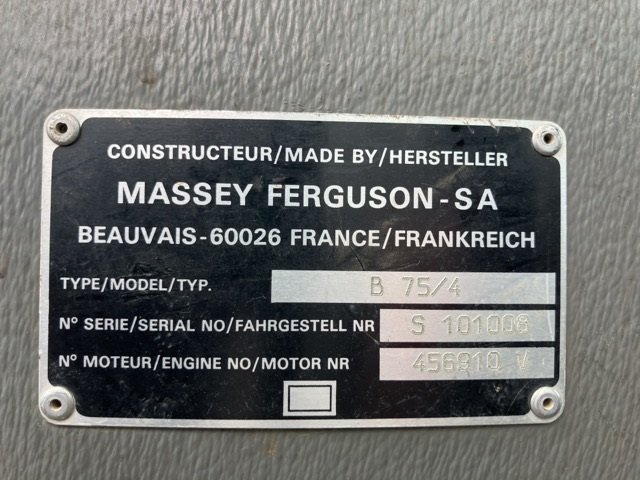 CONSTRUCTEUR/MADE BY/HERSTELLER
MASSEY FERGUSON-SA
BEAUVAIS-60026 FRANCE/FRANKREICH
TYPE/MODEL/TYP. B 75/4
N° SERIE/SERIAL NO/FAHRGESTELL NR S 101006
N° MOTEUR/ENGINE NO/MOTOR NR 456910 V